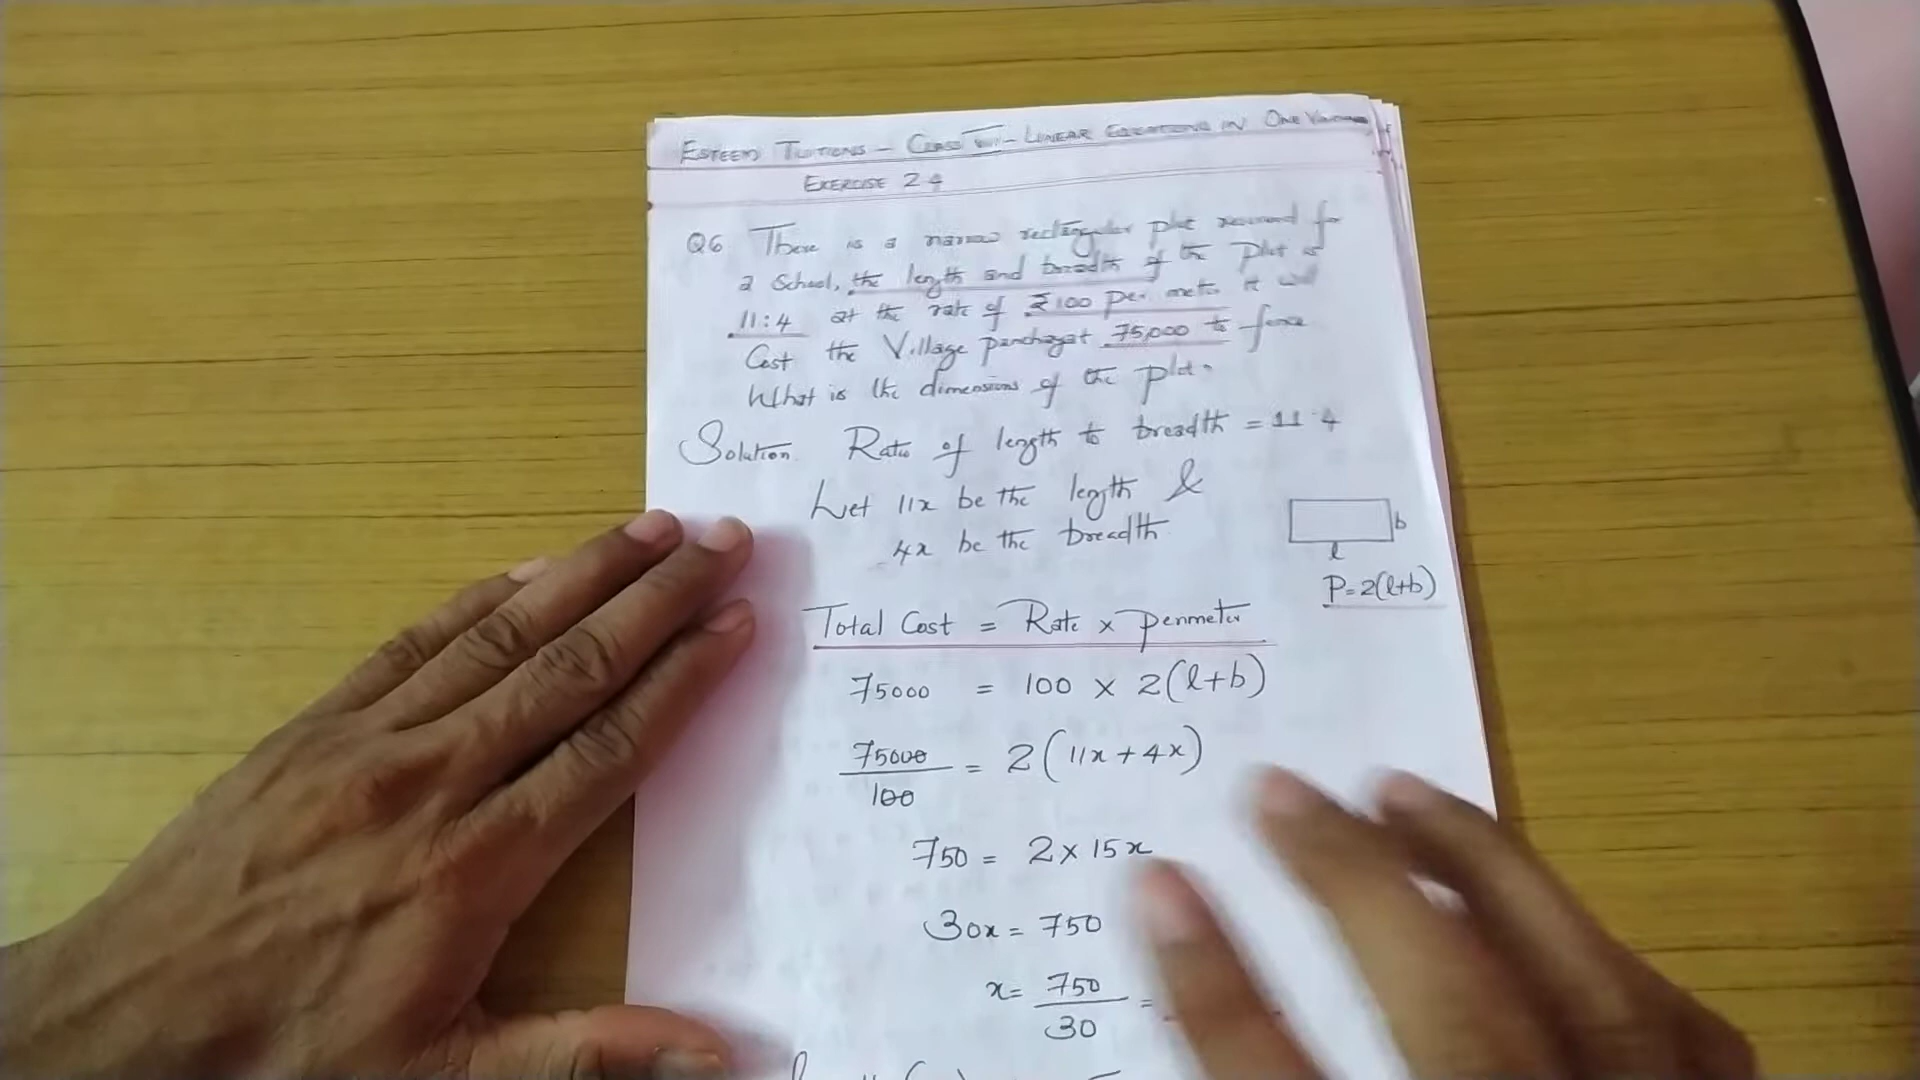 ESTEEM TUITIONS - CLASS VIII - LINEAR EQUATIONS IN ONE
EXERCISE 2 4
Q6 There is a narrow rectangular plot reserved for
a School, the length and breadth of the plot is
11:4 at the rate of ₹100 per meter it will
Cost the Village panchayat 75,000 to fence
What is the dimensions of the plot.
Solution. Ratio of length to breadth = 11:4
Let 11x be the length &
4x be the breadth
b
l
P=2(l+b)
Total Cost = Rate x perimeter
75000 = 100 x 2(l+b)
75000/100 = 2(11x+4x)
750 = 2x15x
30x = 750
x = 750/30 =